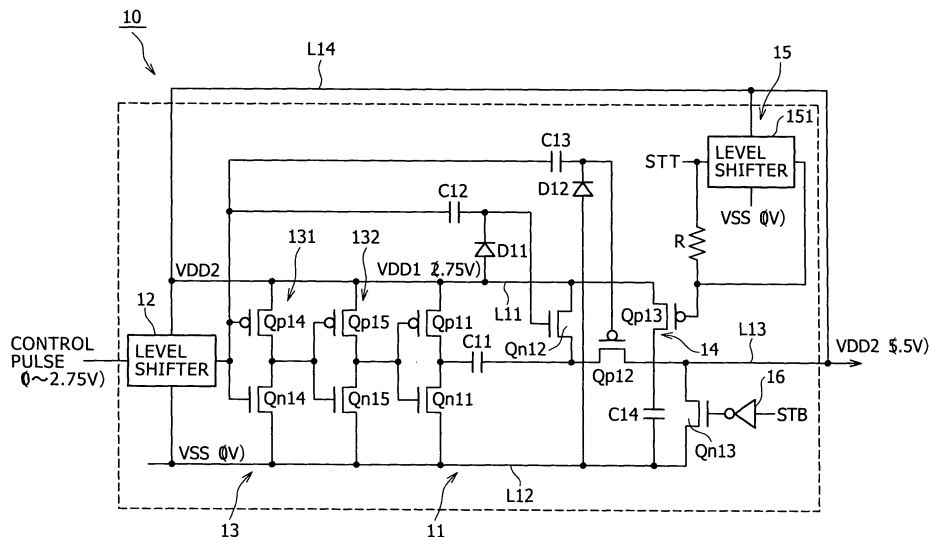 10
L14
15
151
C13
LEVEL
SHIFTER
STT
D12
C12
VSS (0V)
131
132
D11
R
VDD2
VDD1 (2.75V)
12
L11
Qp14
Qp15
Qp11
Qn12
Qp13
14
L13
CONTROL
PULSE
(0～2.75V)
LEVEL
SHIFTER
C11
Qp12
VDD2 (5.5V)
Qn14
Qn15
Qn11
C14
16
STB
Qn13
VSS (0V)
L12
13
11